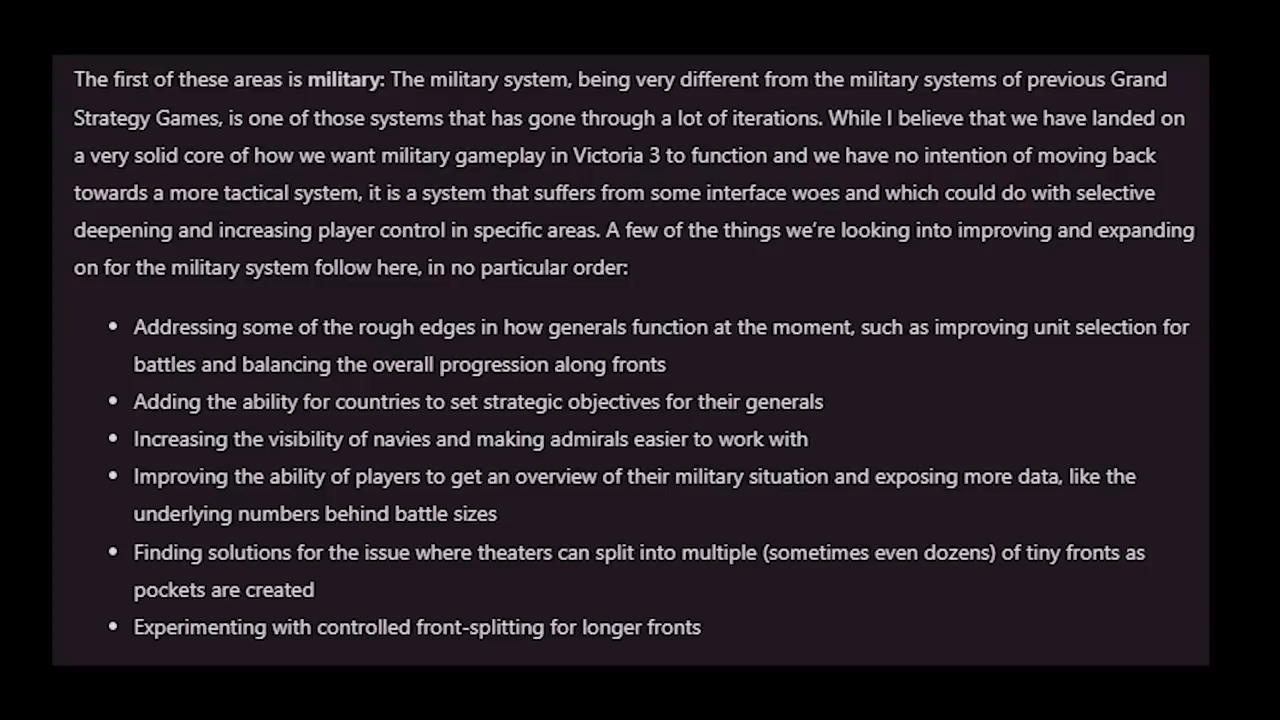 The first of these areas is military: The military system, being very different from the military systems of previous Grand
Strategy Games, is one of those systems that has gone through a lot of iterations. While I believe that we have landed on
a very solid core of how we want military gameplay in Victoria 3 to function and we have no intention of moving back
towards a more tactical system, it is a system that suffers from some interface woes and which could do with selective
deepening and increasing player control in specific areas. A few of the things we're looking into improving and expanding
on for the military system follow here, in no particular order:
• Addressing some of the rough edges in how generals function at the moment, such as improving unit selection for
battles and balancing the overall progression along fronts
• Adding the ability for countries to set strategic objectives for their generals
• Increasing the visibility of navies and making admirals easier to work with
• Improving the ability of players to get an overview of their military situation and exposing more data, like the
underlying numbers behind battle sizes
• Finding solutions for the issue where theaters can split into multiple (sometimes even dozens) of tiny fronts as
pockets are created
• Experimenting with controlled front-splitting for longer fronts